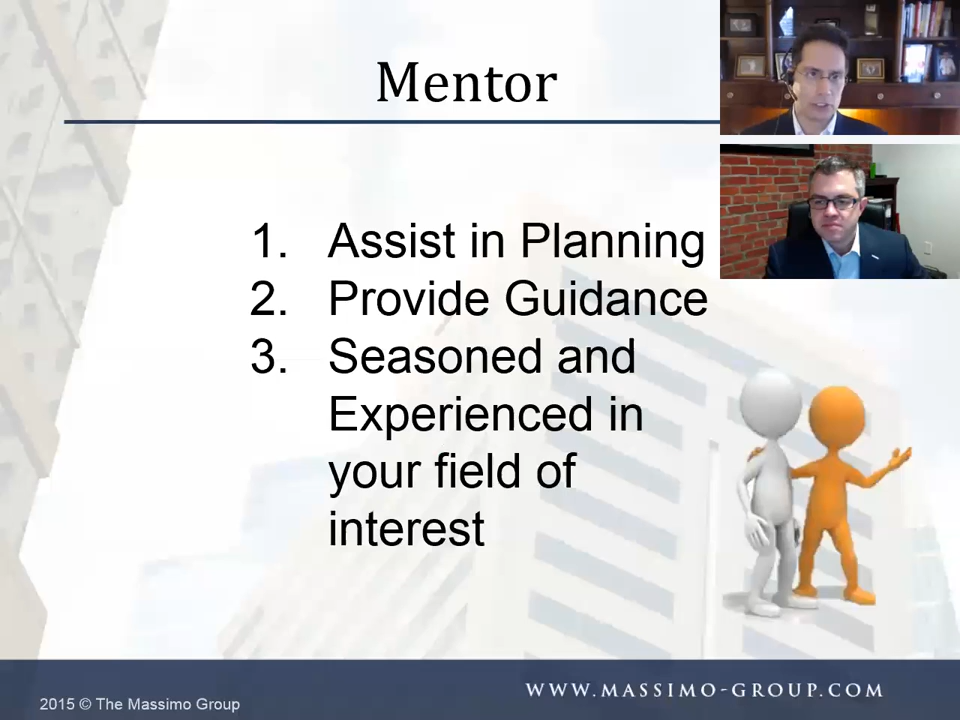 Mentor
1. Assist in Planning
2. Provide Guidance
3. Seasoned and
Experienced in
your field of
interest
2015 © The Massimo Group
WWW.MASSIMO-GROUP.COM